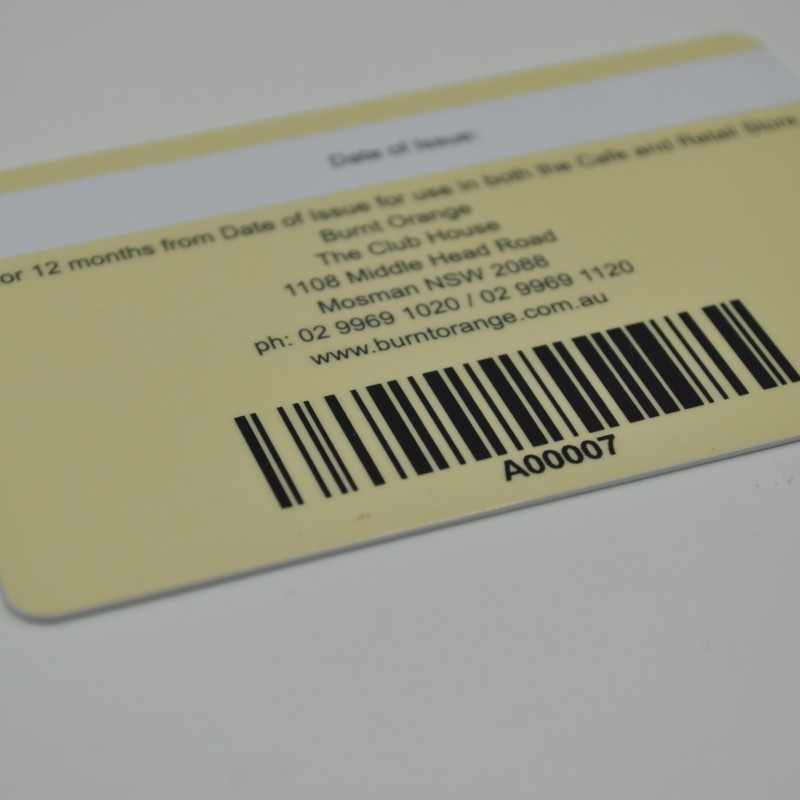 Date of Issue:
or 12 months from Date of Issue for use in both the Cafe and Retail Store
Burnt Orange
The Club House
1108 Middle Head Road
Mosman NSW 2088
ph: 02 9969 1020 / 02 9969 1120
www.burntorange.com.au
A00007